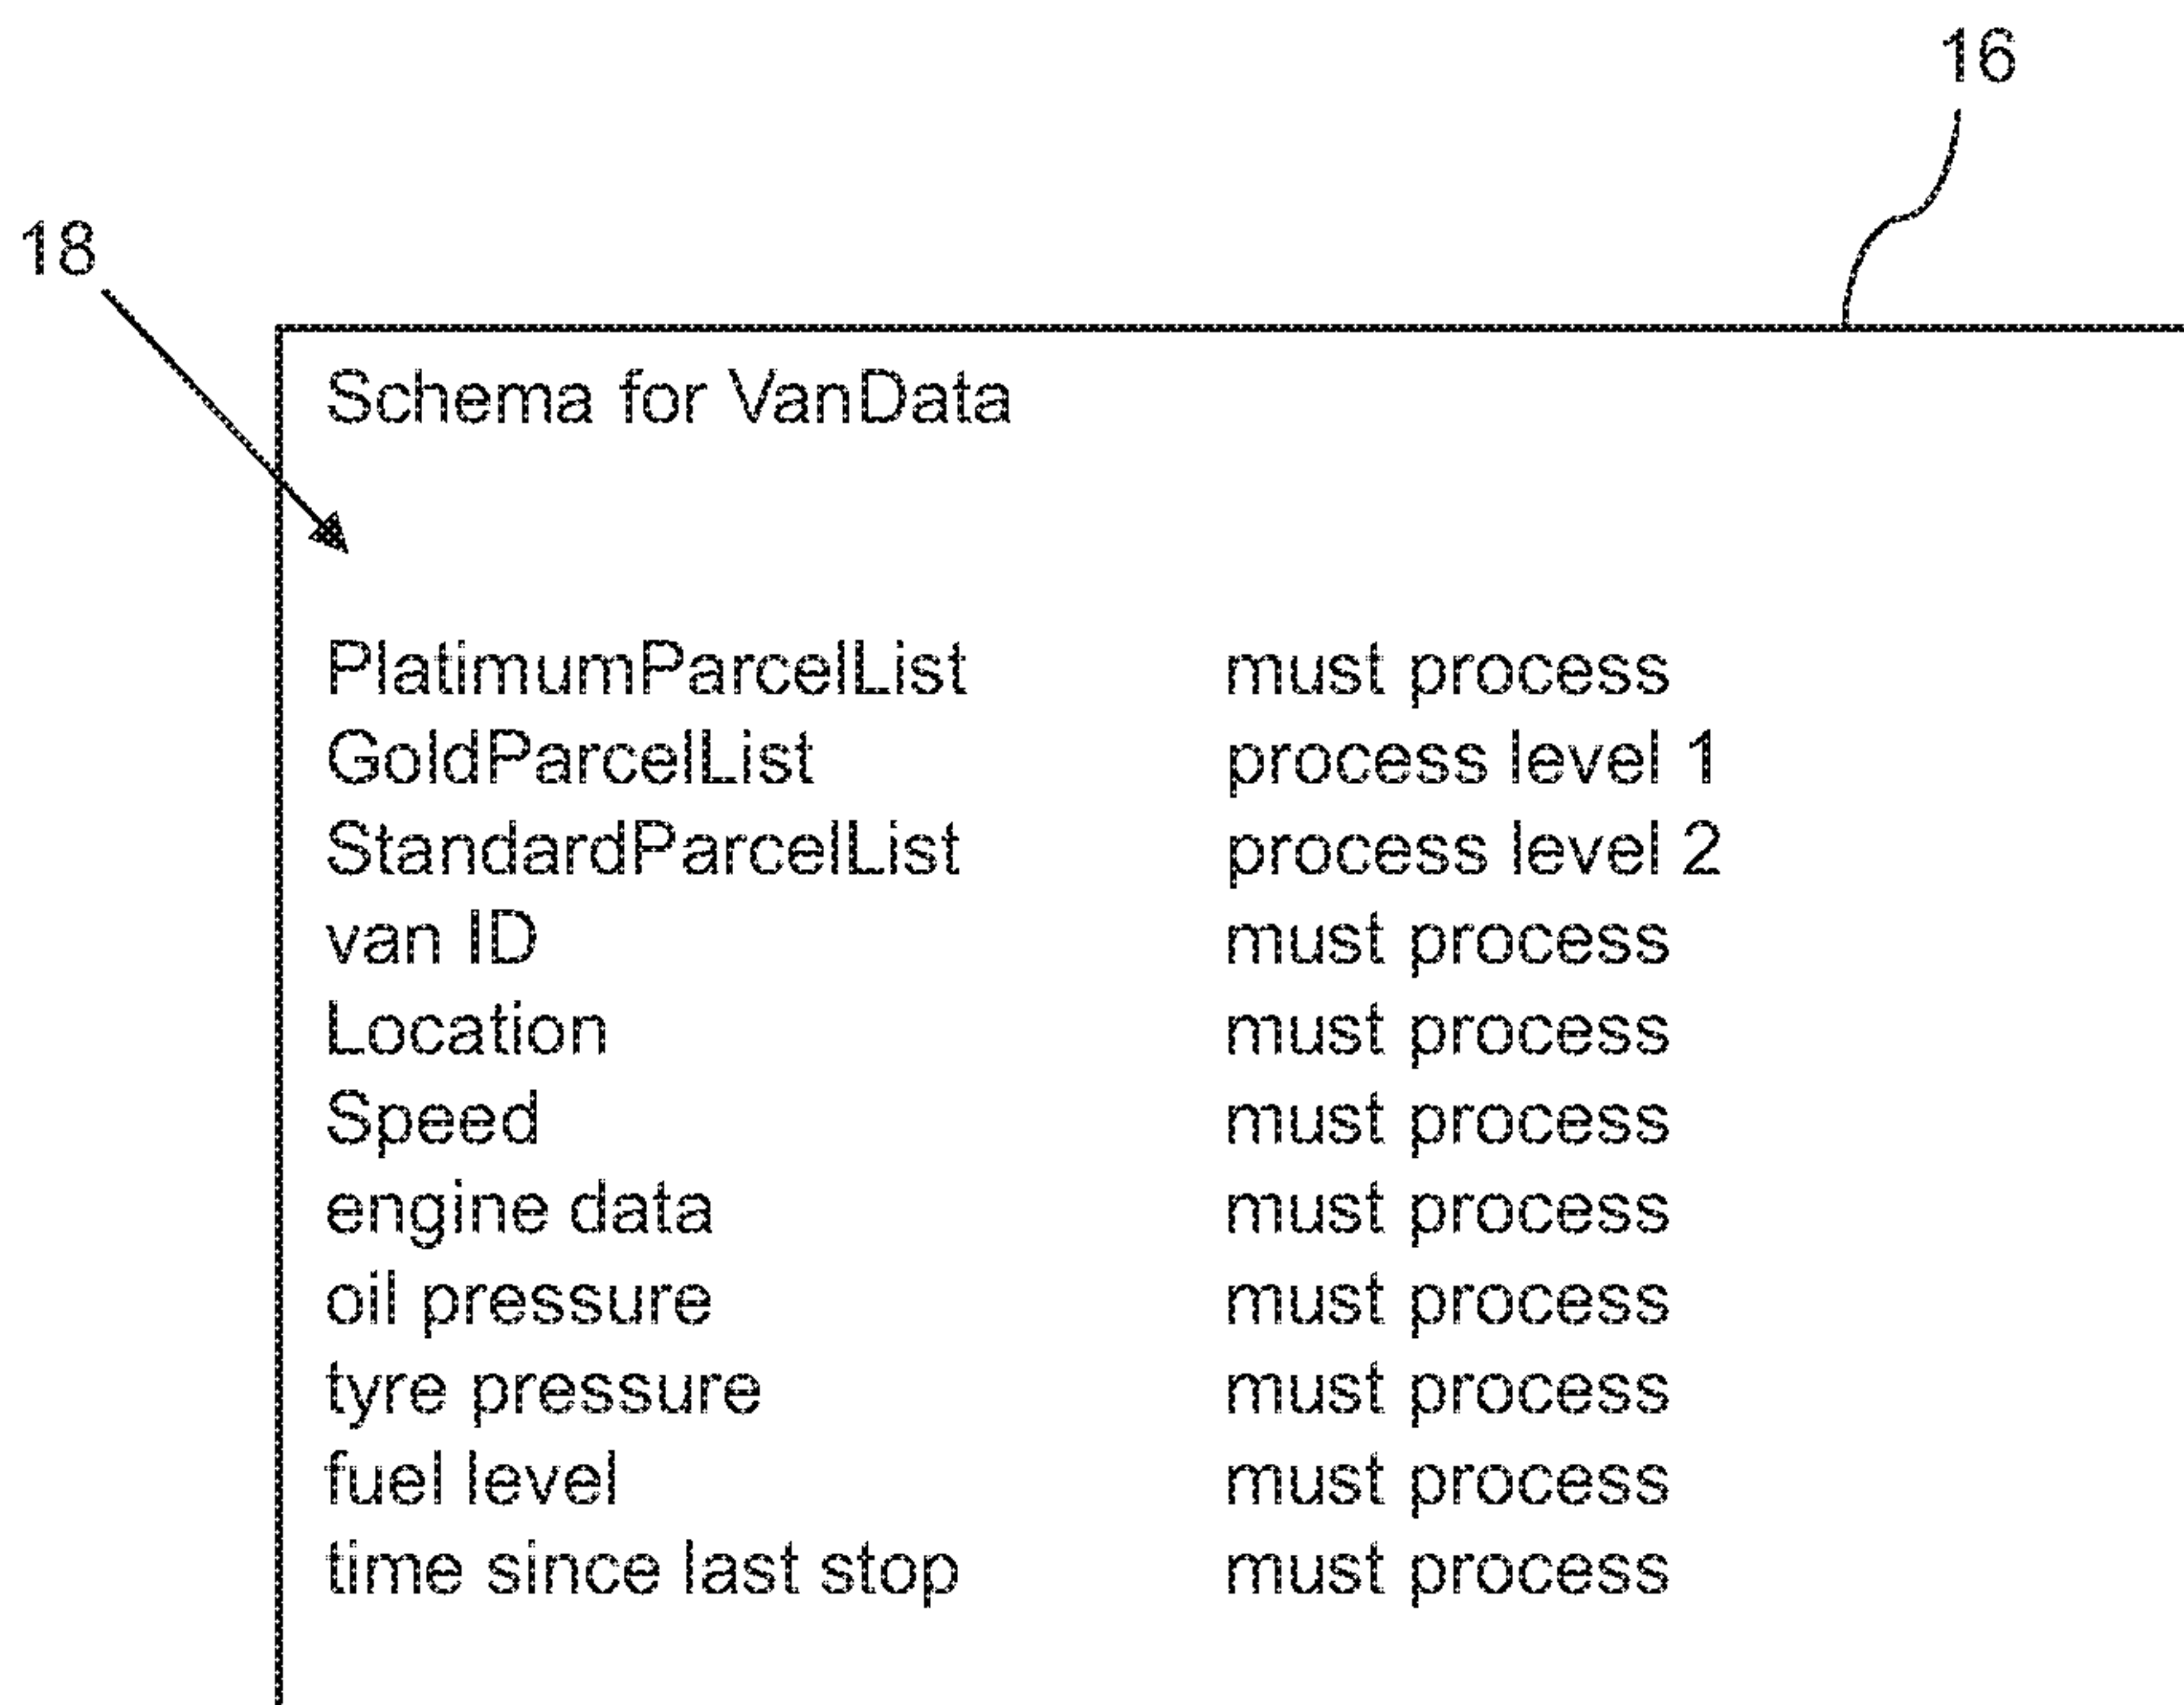 16
18
Schema for VanData
PlatimumParcelList must process
GoldParcelList process level 1
StandardParcelList process level 2
van ID must process
Location must process
Speed must process
engine data must process
oil pressure must process
tyre pressure must process
fuel level must process
time since last stop must process